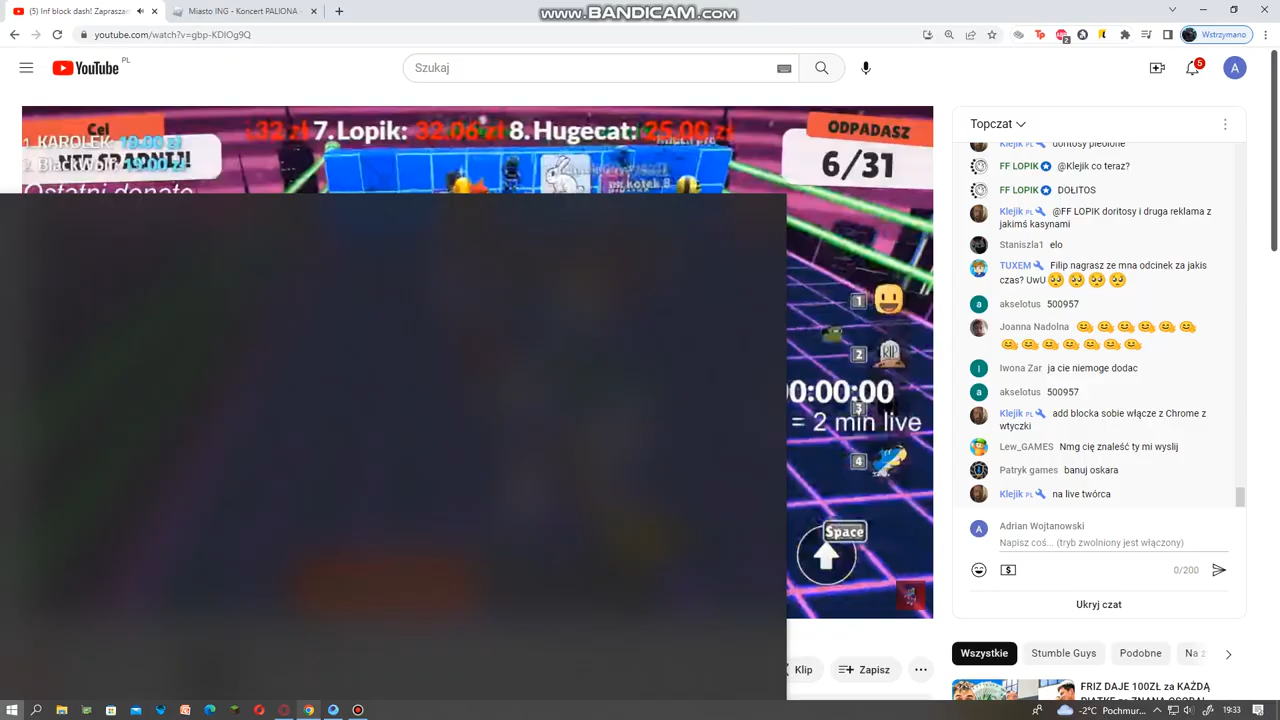 (5) Inf block dash! Zaprasza
Miasto ING - Koncert PALIONA -
www.BANDICAM.com
youtube.com/watch?v=gbp-KDIOg9Q
Wstrzymano
YouTube PL
Szukaj
5
A
Cel
32 zł 7.Lopik: 32.06 zł 8.Hugecat: 25.00 zł
1. KAROLEK: 19.00 zł
2. BlackWolf: 19.00 zł
Ostatni donate
ODPADASZ
6/31
1
2
RIP
3
00:00:00
= 2 min live
4
Space
Klip
Zapisz
Topczat
Klejik PL doritosy pleolone
FF LOPIK @Klejik co teraz?
FF LOPIK DOŁITOS
Klejik PL @FF LOPIK doritosy i druga reklama z
jakimś kasynami
Staniszla1 elo
TUXEM Filip nagrasz ze mna odcinek za jakis
czas? UwU 🥺 🥺 🥺 🥺
akselotus 500957
Joanna Nadolna
Iwona Zar ja cie niemoge dodac
akselotus 500957
Klejik PL add blocka sobie włącze z Chrome z
wtyczki
Lew_GAMES Nmg cię znaleść ty mi wyslij
Patryk games banuj oskara
Klejik PL na live twórca
Adrian Wojtanowski
Napisz coś... (tryb zwolniony jest włączony)
0/200
Ukryj czat
Wszystkie
Stumble Guys
Podobne
FRIZ DAJE 100ZŁ za KAŻDĄ
-2°C Pochmur...
19:33